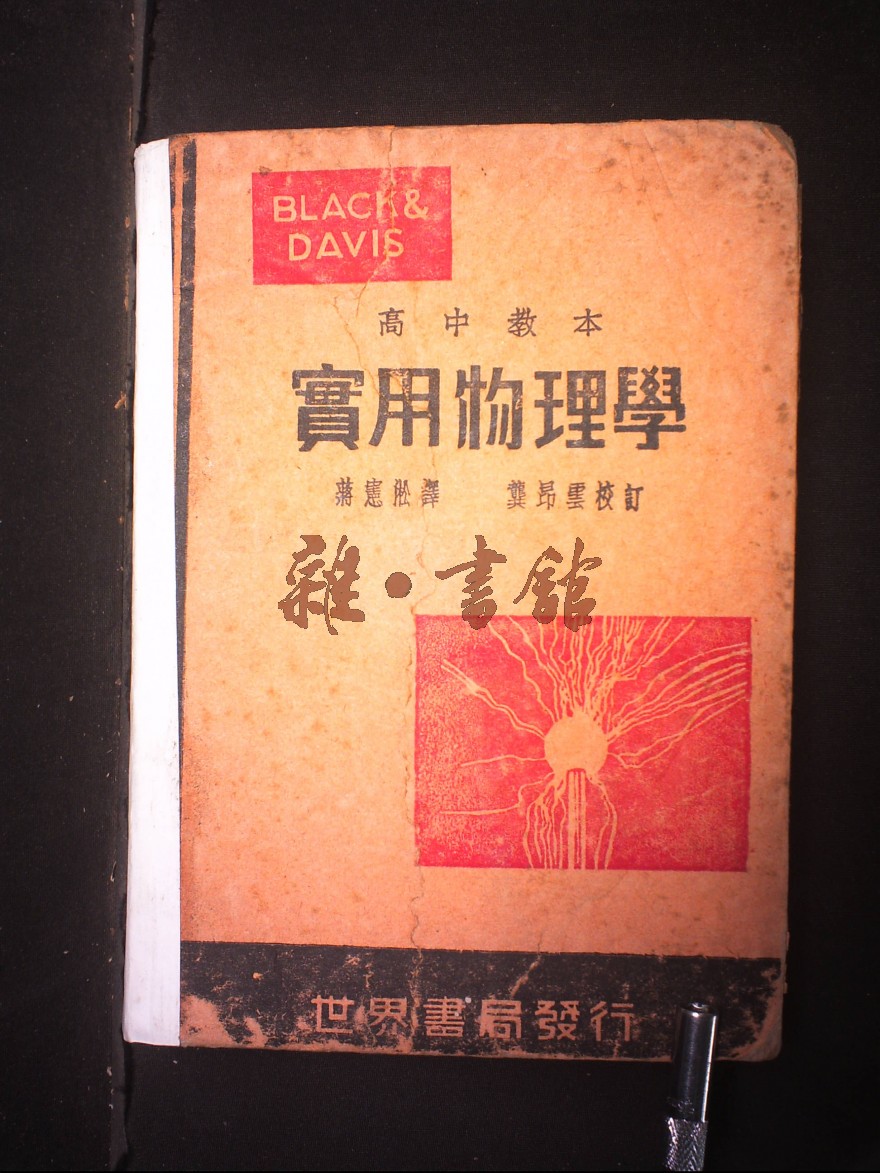 BLACK &
DAVIS
高中教本
實用物理學
蔣憲淞譯 龔昂雲校訂
雜·書館
世界書局發行